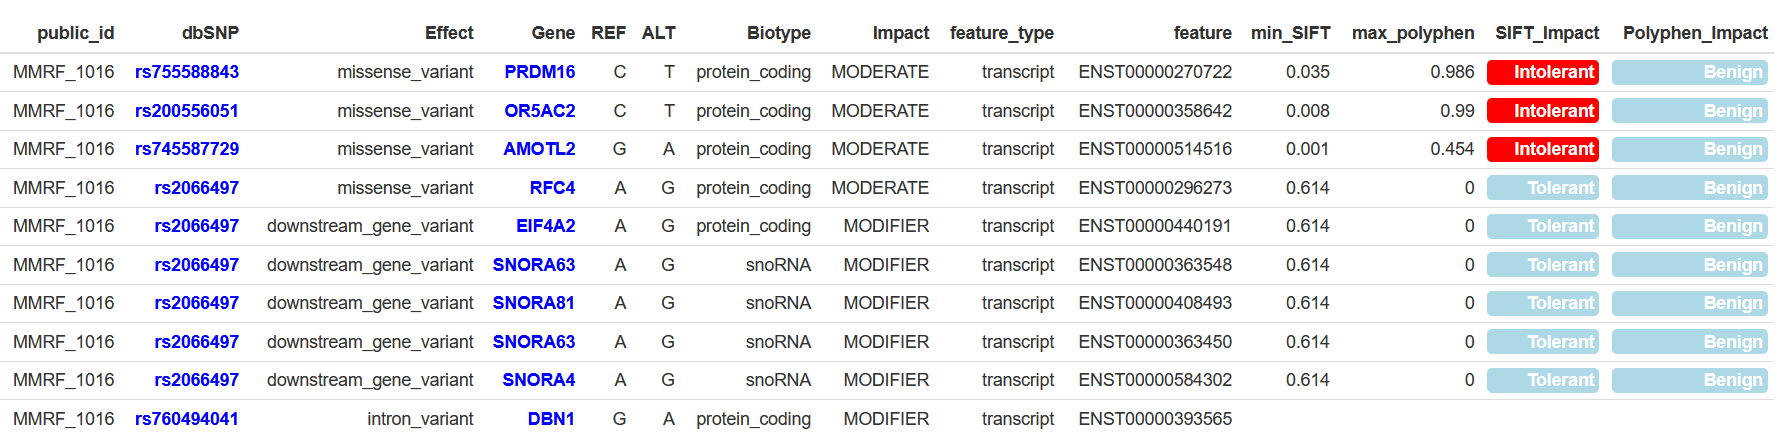 public_id dbSNP Effect Gene REF ALT Biotype Impact feature_type feature min_SIFT max_polyphen SIFT_Impact Polyphen_Impact
MMRF_1016 rs755588843 missense_variant PRDM16 C T protein_coding MODERATE transcript ENST00000270722 0.035 0.986 Intolerant Benign
MMRF_1016 rs200556051 missense_variant OR5AC2 C T protein_coding MODERATE transcript ENST00000358642 0.008 0.99 Intolerant Benign
MMRF_1016 rs745587729 missense_variant AMOTL2 G A protein_coding MODERATE transcript ENST00000514516 0.001 0.454 Intolerant Benign
MMRF_1016 rs2066497 missense_variant RFC4 A G protein_coding MODERATE transcript ENST00000296273 0.614 0 Tolerant Benign
MMRF_1016 rs2066497 downstream_gene_variant EIF4A2 A G protein_coding MODIFIER transcript ENST00000440191 0.614 0 Tolerant Benign
MMRF_1016 rs2066497 downstream_gene_variant SNORA63 A G snoRNA MODIFIER transcript ENST00000363548 0.614 0 Tolerant Benign
MMRF_1016 rs2066497 downstream_gene_variant SNORA81 A G snoRNA MODIFIER transcript ENST00000408493 0.614 0 Tolerant Benign
MMRF_1016 rs2066497 downstream_gene_variant SNORA63 A G snoRNA MODIFIER transcript ENST00000363450 0.614 0 Tolerant Benign
MMRF_1016 rs2066497 downstream_gene_variant SNORA4 A G snoRNA MODIFIER transcript ENST00000584302 0.614 0 Tolerant Benign
MMRF_1016 rs760494041 intron_variant DBN1 G A protein_coding MODIFIER transcript ENST00000393565